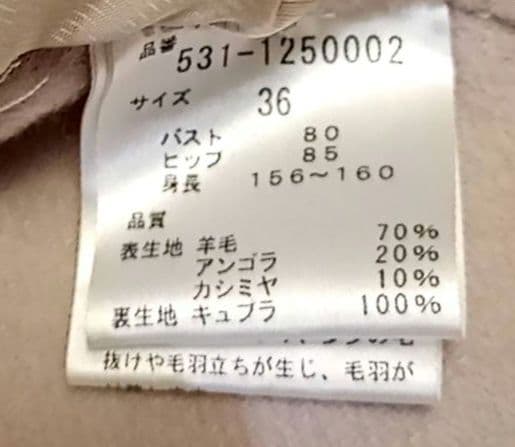 品番 531-1250002
サイズ 36
バスト 80
ヒップ 85
身長 156～160
品質
表生地 羊毛 70%
アンゴラ 20%
カシミヤ 10%
裏生地 キュプラ 100%
抜けや毛羽立ちが生じ、毛羽が